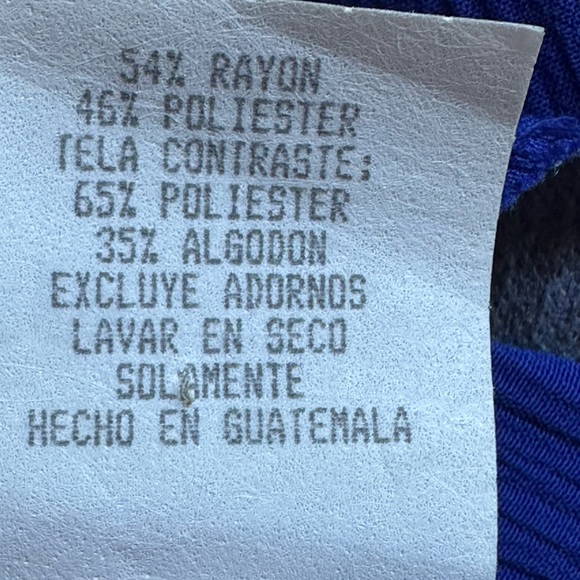 54% RAYON
46% POLIESTER
TELA CONTRASTE:
65% POLIESTER
35% ALGODON
EXCLUYE ADORNOS
LAVAR EN SECO
SOLAMENTE
HECHO EN GUATEMALA